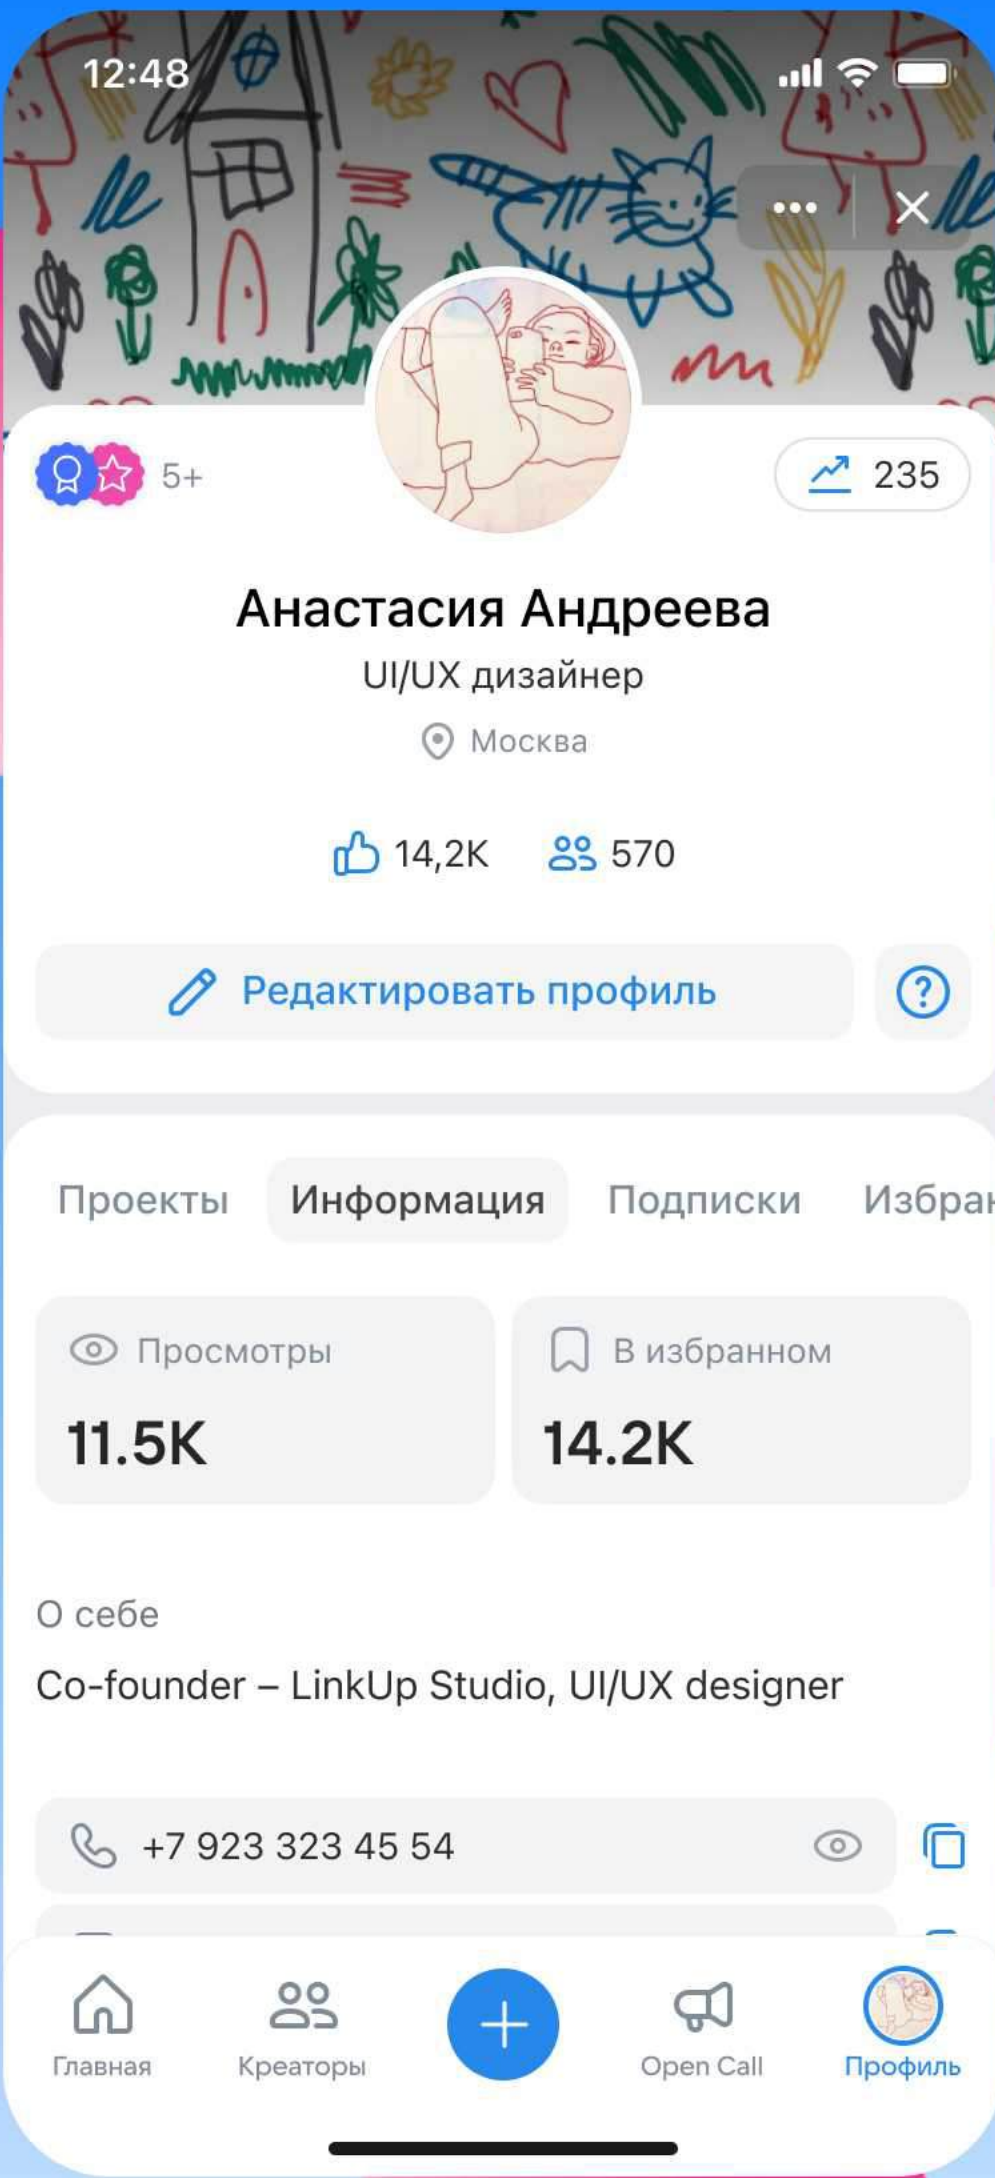 12:48
5+
235
Анастасия Андреева
UI/UX дизайнер
Москва
14,2K 570
Редактировать профиль
Проекты Информация Подписки Избран
Просмотры В избранном
11.5K 14.2K
О себе
Co-founder – LinkUp Studio, UI/UX designer
+7 923 323 45 54
Главная Креаторы Open Call Профиль